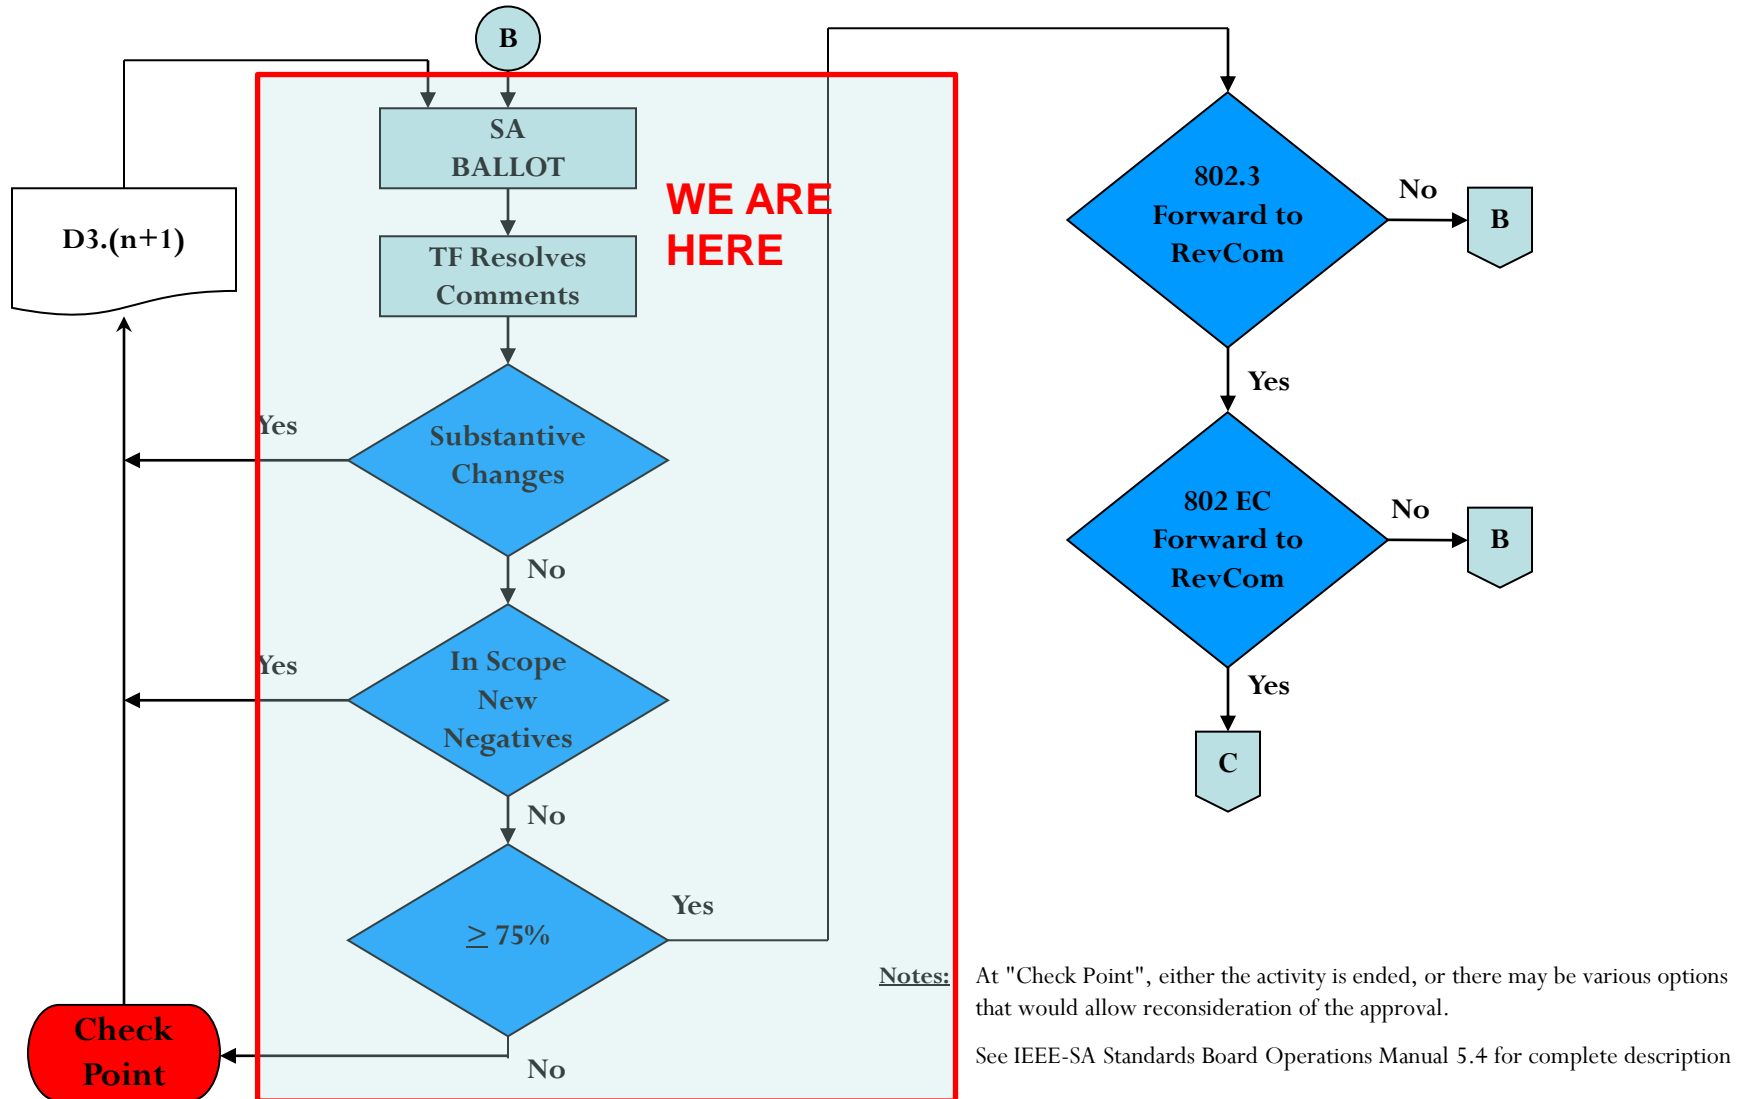 B
SA
BALLOT
WE ARE
HERE
D3.(n+1)
TF Resolves
Comments
Yes
Substantive
Changes
No
Yes
In Scope
New
Negatives
No
≥ 75%
Yes
No
Check
Point
802.3
Forward to
RevCom
No
B
Yes
802 EC
Forward to
RevCom
No
B
Yes
C
Notes: At "Check Point", either the activity is ended, or there may be various options
that would allow reconsideration of the approval.
See IEEE-SA Standards Board Operations Manual 5.4 for complete description